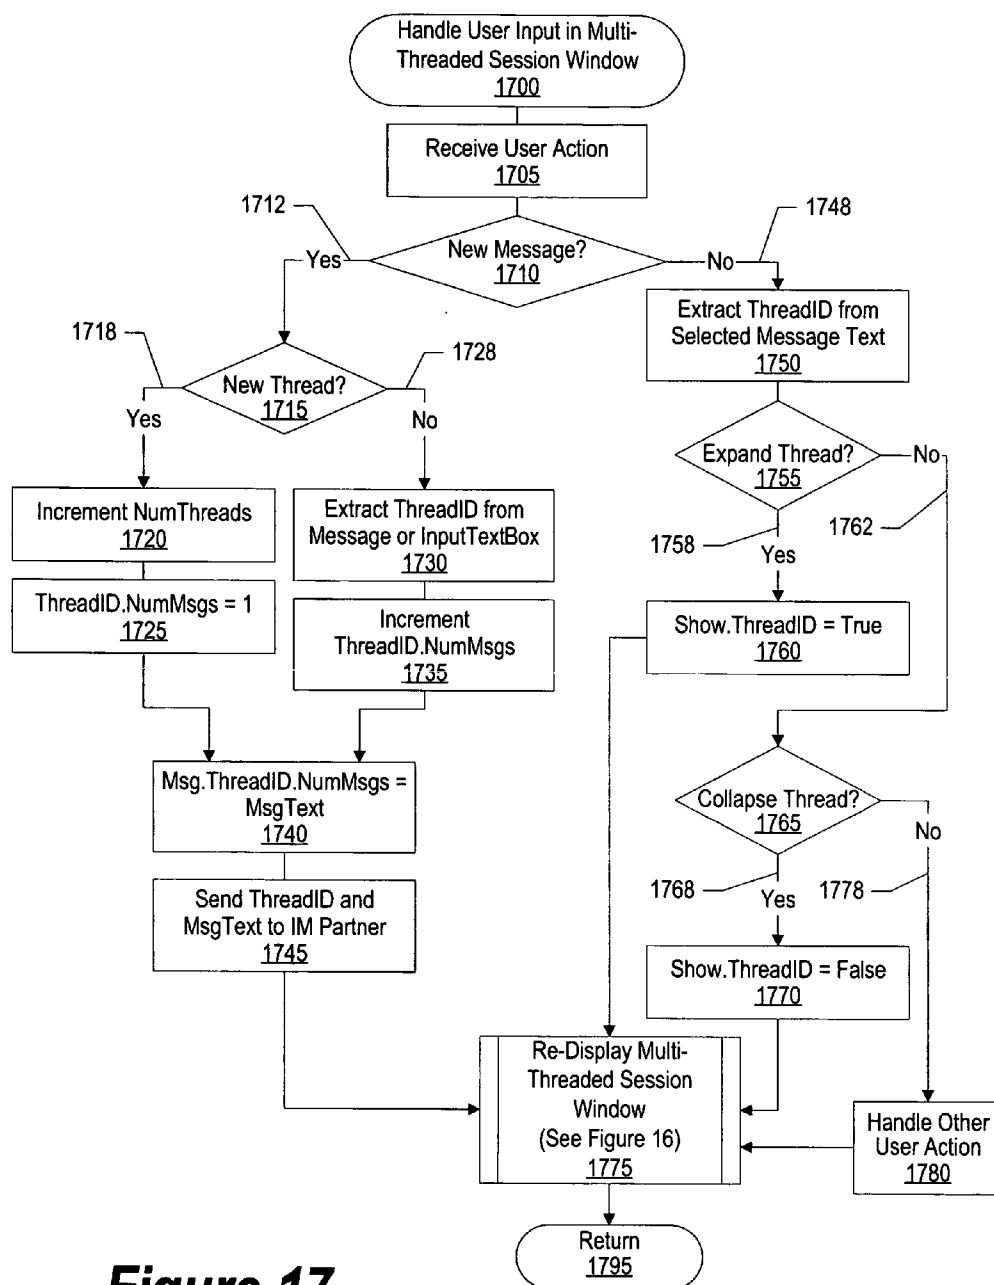 Handle User Input in Multi-
Threaded Session Window
1700
Receive User Action
1705
1712
1748
New Message?
1710
Yes
No
Extract ThreadID from
Selected Message Text
1750
1718
1728
New Thread?
1715
Yes
No
Expand Thread?
1755
No
1762
1758
Yes
Increment NumThreads
1720
Extract ThreadID from
Message or InputTextBox
1730
ThreadID.NumMsgs = 1
1725
Increment
ThreadID.NumMsgs
1735
Show.ThreadID = True
1760
Msg.ThreadID.NumMsgs =
MsgText
1740
Collapse Thread?
1765
No
1768
Yes
1778
Send ThreadID and
MsgText to IM Partner
1745
Show.ThreadID = False
1770
Re-Display Multi-
Threaded Session
Window
(See Figure 16)
1775
Handle Other
User Action
1780
Return
1795
Figure 17